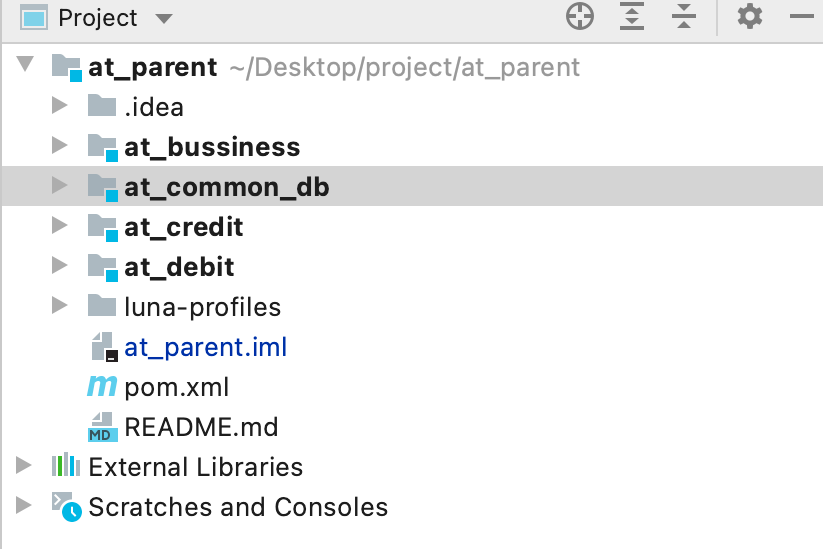 Project
at_parent ~/Desktop/project/at_parent
.idea
at_bussiness
at_common_db
at_credit
at_debit
luna-profiles
at_parent.iml
m pom.xml
MD README.md
External Libraries
Scratches and Consoles